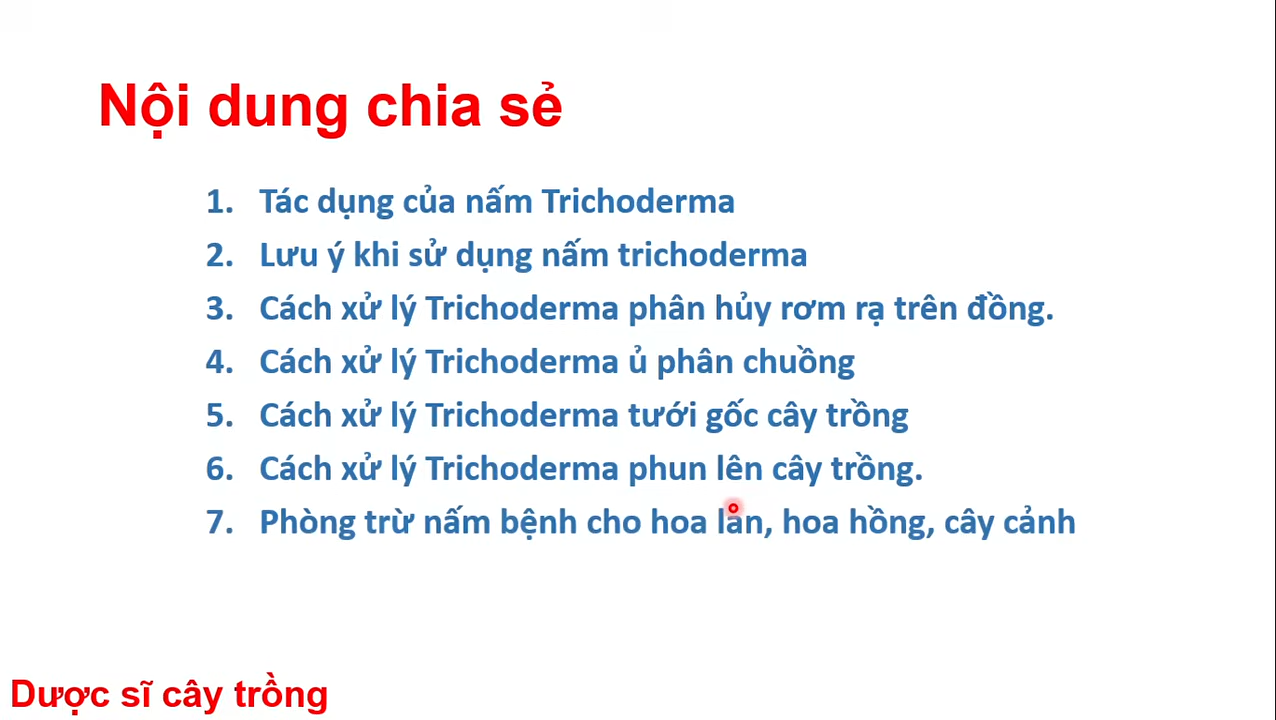 Nội dung chia sẻ
1. Tác dụng của nấm Trichoderma
2. Lưu ý khi sử dụng nấm trichoderma
3. Cách xử lý Trichoderma phân hủy rơm rạ trên đồng.
4. Cách xử lý Trichoderma ủ phân chuồng
5. Cách xử lý Trichoderma tưới gốc cây trồng
6. Cách xử lý Trichoderma phun lên cây trồng.
7. Phòng trừ nấm bệnh cho hoa lan, hoa hồng, cây cảnh
Dược sĩ cây trồng